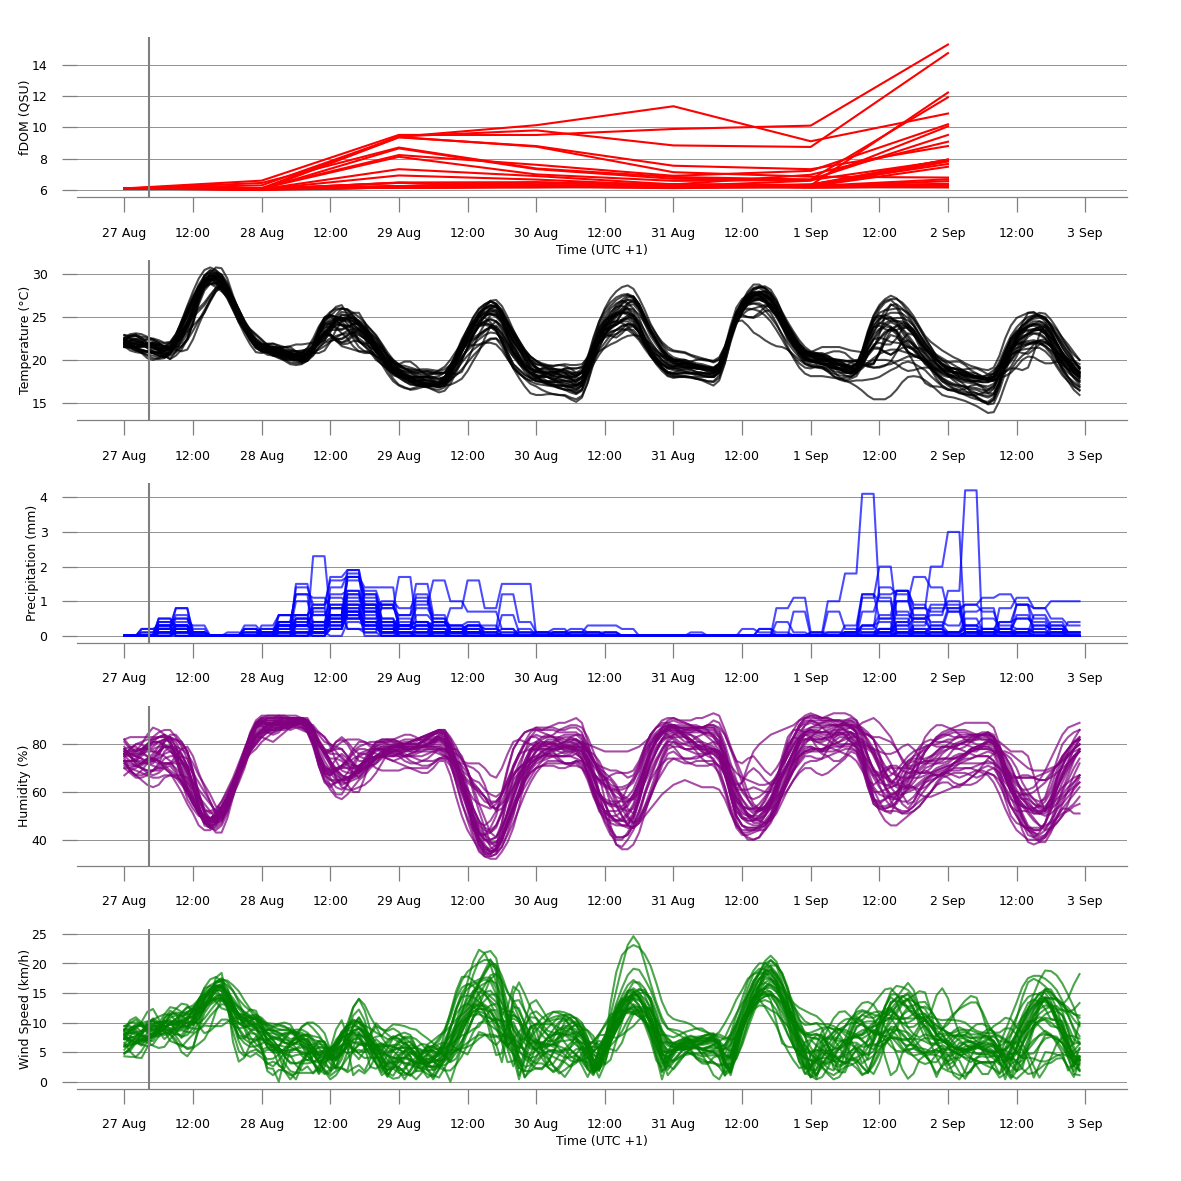 fDOM (QSU)
14
12
10
8
6
27 Aug 12:00 28 Aug 12:00 29 Aug 12:00 30 Aug 12:00 31 Aug 12:00 1 Sep 12:00 2 Sep 12:00 3 Sep
Time (UTC +1)
Temperature (°C)
30
25
20
15
27 Aug 12:00 28 Aug 12:00 29 Aug 12:00 30 Aug 12:00 31 Aug 12:00 1 Sep 12:00 2 Sep 12:00 3 Sep
Precipitation (mm)
4
3
2
1
0
27 Aug 12:00 28 Aug 12:00 29 Aug 12:00 30 Aug 12:00 31 Aug 12:00 1 Sep 12:00 2 Sep 12:00 3 Sep
Humidity (%)
80
60
40
27 Aug 12:00 28 Aug 12:00 29 Aug 12:00 30 Aug 12:00 31 Aug 12:00 1 Sep 12:00 2 Sep 12:00 3 Sep
Wind Speed (km/h)
25
20
15
10
5
0
27 Aug 12:00 28 Aug 12:00 29 Aug 12:00 30 Aug 12:00 31 Aug 12:00 1 Sep 12:00 2 Sep 12:00 3 Sep
Time (UTC +1)